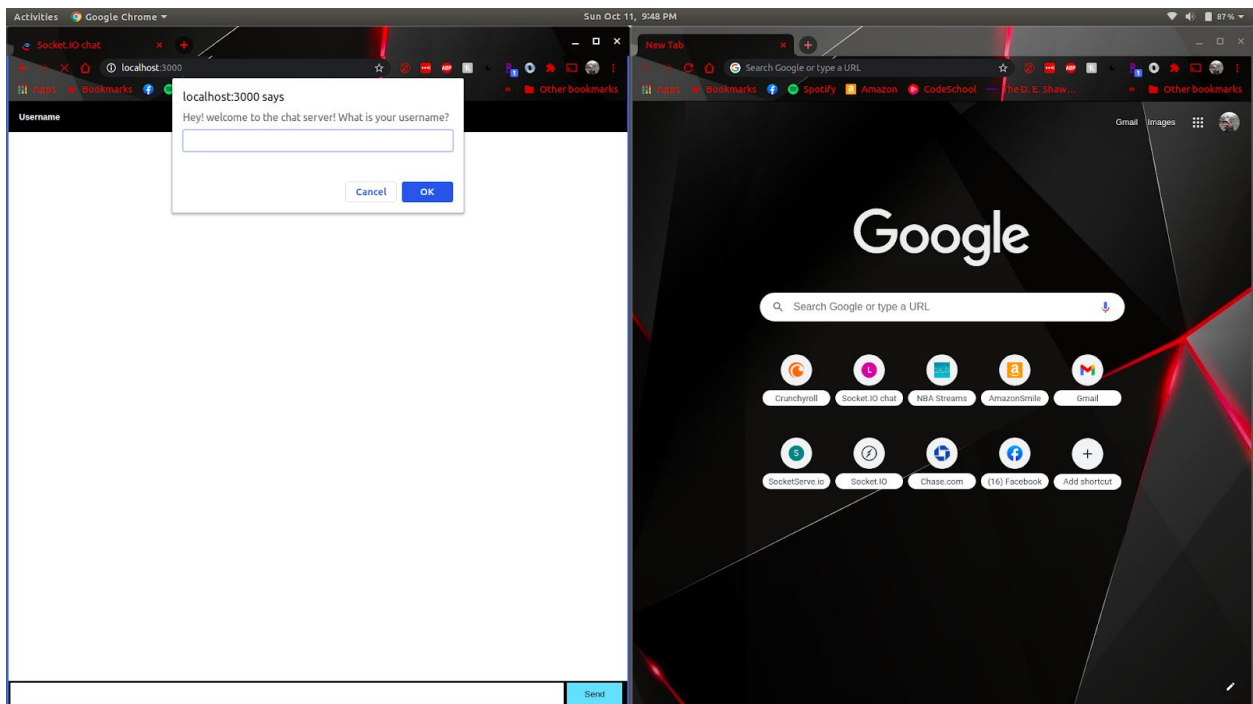 Activities Google Chrome ▾ Sun Oct 11, 9:48 PM 87% ▾
Socket.IO chat
localhost:3000
Apps Bookmarks » Other bookmarks
Username
localhost:3000 says
Hey! welcome to the chat server! What is your username?
Cancel OK
Send
New Tab
Search Google or type a URL
Apps Bookmarks Spotify Amazon CodeSchool The D. E. Shaw... » Other bookmarks
Gmail Images
Google
Search Google or type a URL
Crunchyroll Socket.IO chat NBA Streams AmazonSmile Gmail
SocketServe.io Socket.IO Chase.com (16) Facebook Add shortcut